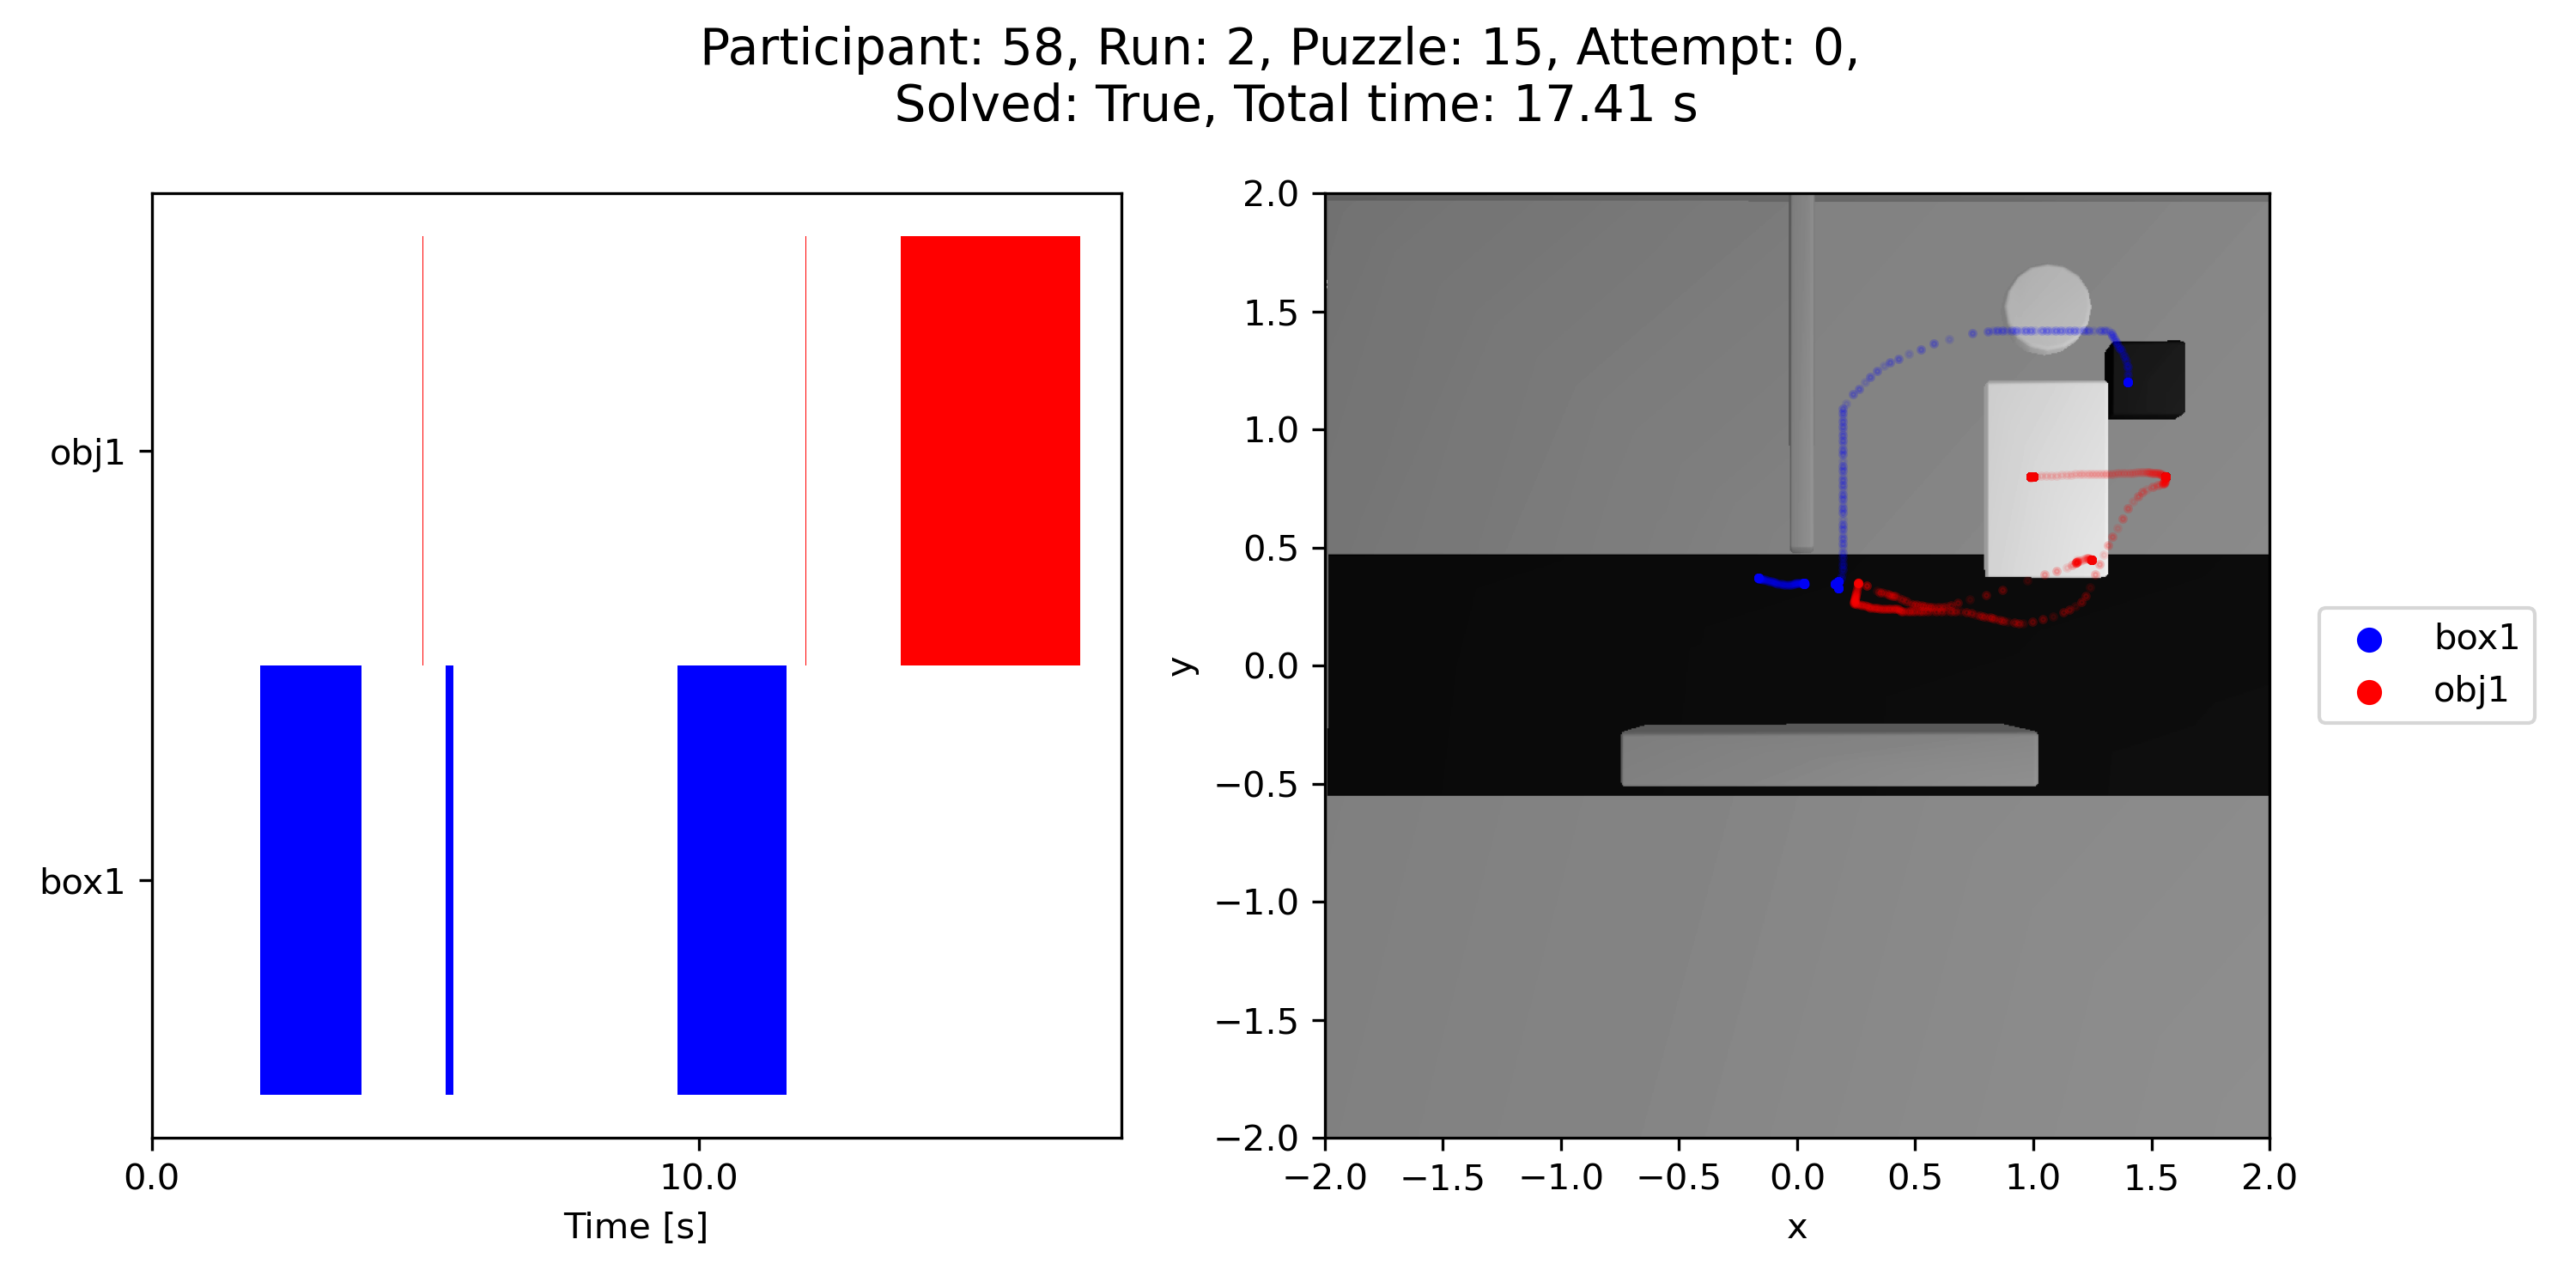 Participant: 58, Run: 2, Puzzle: 15, Attempt: 0,
Solved: True, Total time: 17.41 s
obj1
box1
0.0
10.0
Time [s]
2.0
1.5
1.0
0.5
0.0
−0.5
−1.0
−1.5
−2.0
y
−2.0
−1.5
−1.0
−0.5
0.0
0.5
1.0
1.5
2.0
x
box1
obj1